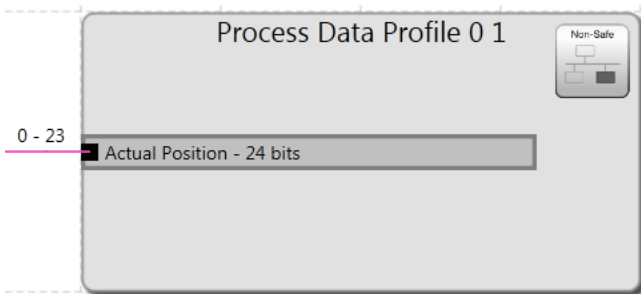 Process Data Profile 0 1
Non-Safe
0 - 23
Actual Position - 24 bits